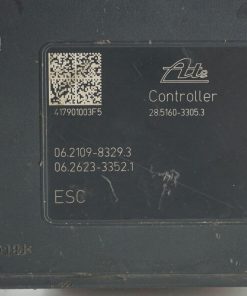 Ate
Controller
417901003F5
28.5160-3305.3
06.2109-8329.3
06.2623-3352.1
ESC